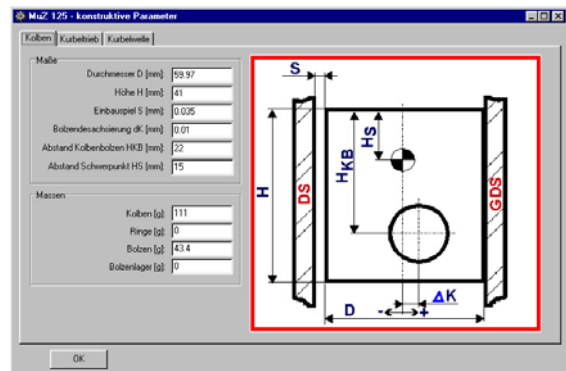 MuZ 125 - konstruktive Parameter
Kolben Kurbeltrieb Kurbelwelle
Maße
Durchmesser D [mm]: 59.97
Höhe H [mm]: 41
Einbauspiel S [mm]: 0.035
Bolzendesachsierung dK [mm]: 0.01
Abstand Kolbenbolzen HKB [mm]: 22
Abstand Schwerpunkt HS [mm]: 15
Massen
Kolben [g]: 111
Ringe [g]: 0
Bolzen [g]: 43.4
Bolzenlager [g]: 0
S
H
DS
HKB
HS
GDS
ΔK
D
- +
OK